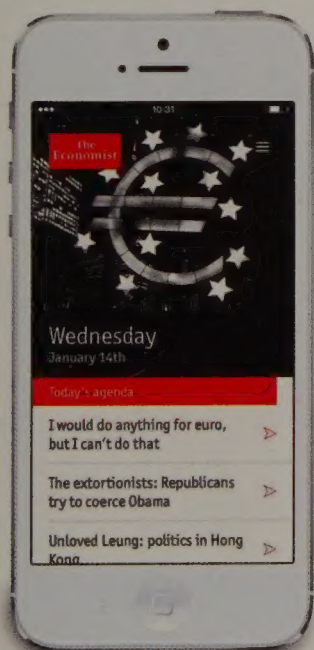 10:31
The
Economist
Wednesday
January 14th
Today's agenda
I would do anything for euro,
but I can't do that
The extortionists: Republicans
try to coerce Obama
Unloved Leung: politics in Hong
Kong